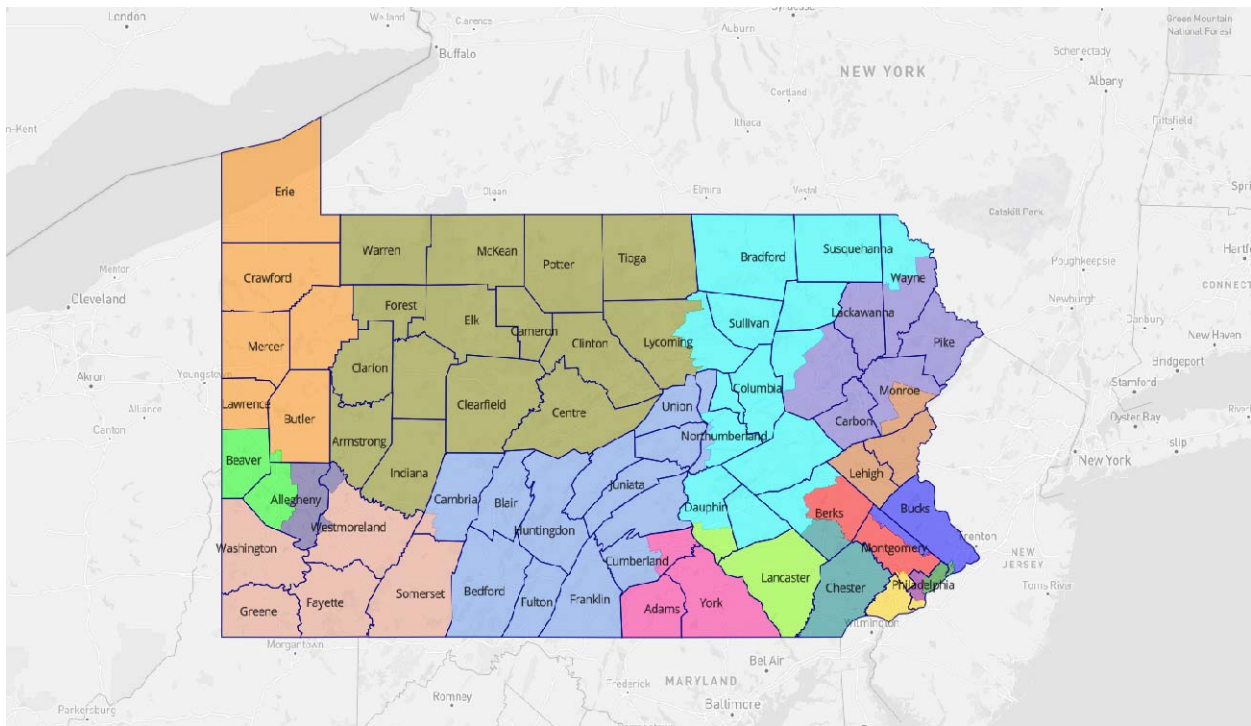 London
Clarence
Auburn
Green Mountain
National Forest
Buffalo
Schenectady
NEW YORK
Albany
Cortland
n-Kent
Ithaca
Pittsfield
Erie
Olean
Elmira
Vestal
Catskill Park
Warren
McKean
Potter
Tioga
Bradford
Susquehanna
Mentor
Crawford
Wayne
Poughkeepsie
Cleveland
Forest
Elk
Cameron
Lackawanna
CONNECT
Newburgh
Danbury
Sullivan
Mercer
Clinton
Lycoming
Pike
New Haven
Akron
Youngstown
Clarion
Bridgeport
Columbia
Monroe
Stamford
Alliance
Lawrence
Clearfield
Centre
Union
Carbon
Oyster Bay
Canton
Butler
Armstrong
Northumberland
slip
New York
Beaver
Indiana
Juniata
Lehigh
Allegheny
Cambria
Blair
Dauphin
Berks
Bucks
Westmoreland
Huntingdon
Trenton
Washington
Cumberland
Montgomery
NEW
JERSEY
Lancaster
Chester
Philadelphia
Toms River
Greene
Fayette
Somerset
Bedford
Fulton
Franklin
Adams
York
Wilmington
Morgantown
Bel Air
Parkersburg
Romney
Frederick
MARYLAND
Baltimore